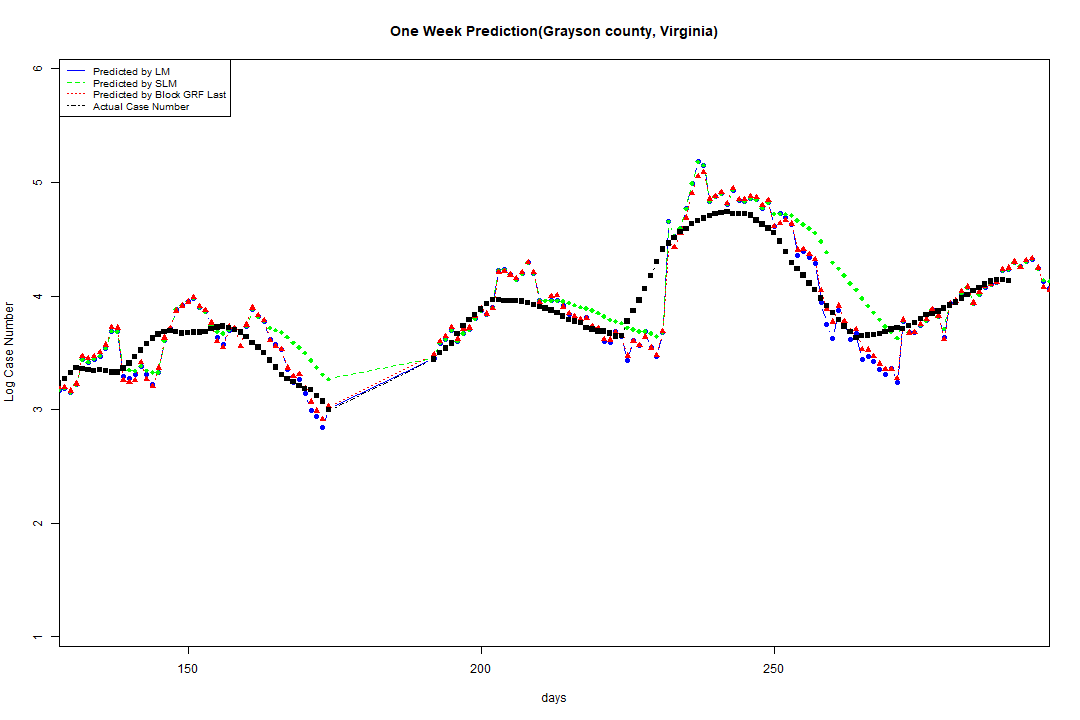 One Week Prediction(Grayson county, Virginia)
Predicted by LM
Predicted by SLM
Predicted by Block GRF Last
Actual Case Number
Log Case Number
6
5
4
3
2
1
150
200
250
days